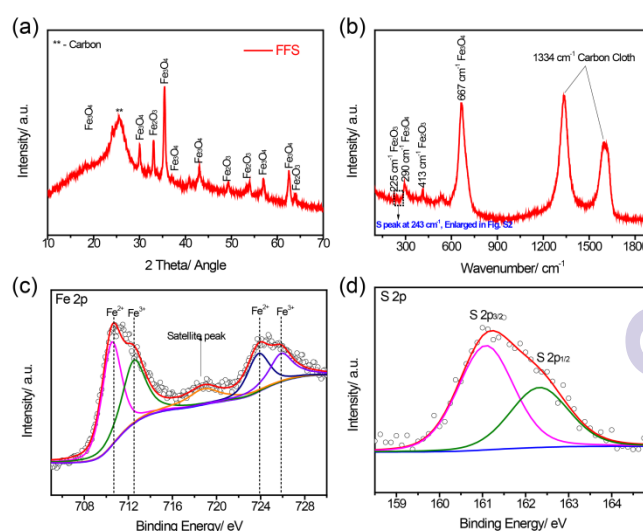 (a)
** - Carbon
FFS
Fe₃O₄
**
Fe₃O₄
Fe₂O₃
Fe₃O₄
Fe₃O₄
Fe₃O₄
Fe₂O₃
Fe₂O₃
Fe₃O₄
Fe₃O₄
Fe₂O₃
Intensity/ a.u.
10 20 30 40 50 60 70
2 Theta/ Angle
(b)
225 cm⁻¹ Fe₂O₃
290 cm⁻¹ Fe₃O₄
413 cm⁻¹ Fe₂O₃
667 cm⁻¹ Fe₃O₄
1334 cm⁻¹ Carbon Cloth
S peak at 243 cm⁻¹, Enlarged in Fig. S2
Intensity/ a.u.
300 600 900 1200 1500 1800
Wavenumber/ cm⁻¹
(c)
Fe 2p
Fe²⁺
Fe³⁺
Satellite peak
Fe²⁺
Fe³⁺
Intensity/ a.u.
708 712 716 720 724 728
Binding Energy/ eV
(d)
S 2p
S 2p3/2
S 2p1/2
Intensity/ a.u.
159 160 161 162 163 164
Binding Energy/ eV